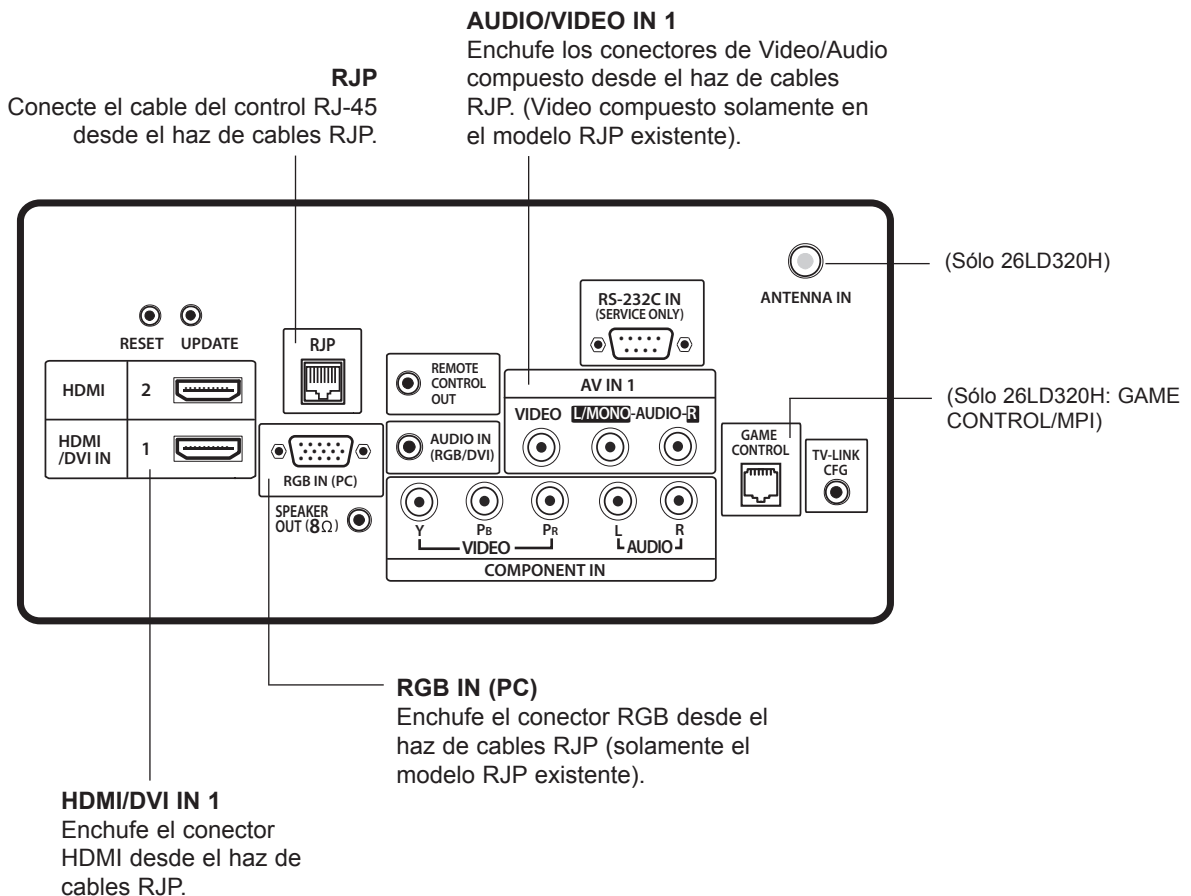 AUDIO/VIDEO IN 1
Enchufe los conectores de Video/Audio
compuesto desde el haz de cables
RJP. (Video compuesto solamente en
el modelo RJP existente).
RJP
Conecte el cable del control RJ-45
desde el haz de cables RJP.
(Sólo 26LD320H)
ANTENNA IN
RS-232C IN
(SERVICE ONLY)
RESET UPDATE
RJP
REMOTE
CONTROL
OUT
AV IN 1
VIDEO L/MONO-AUDIO-R
HDMI 2
HDMI
/DVI IN 1
(Sólo 26LD320H: GAME
CONTROL/MPI)
AUDIO IN
(RGB/DVI)
GAME
CONTROL
TV-LINK
CFG
RGB IN (PC)
SPEAKER
OUT (8Ω)
Y PB PR L R
VIDEO AUDIO
COMPONENT IN
RGB IN (PC)
Enchufe el conector RGB desde el
haz de cables RJP (solamente el
modelo RJP existente).
HDMI/DVI IN 1
Enchufe el conector
HDMI desde el haz de
cables RJP.